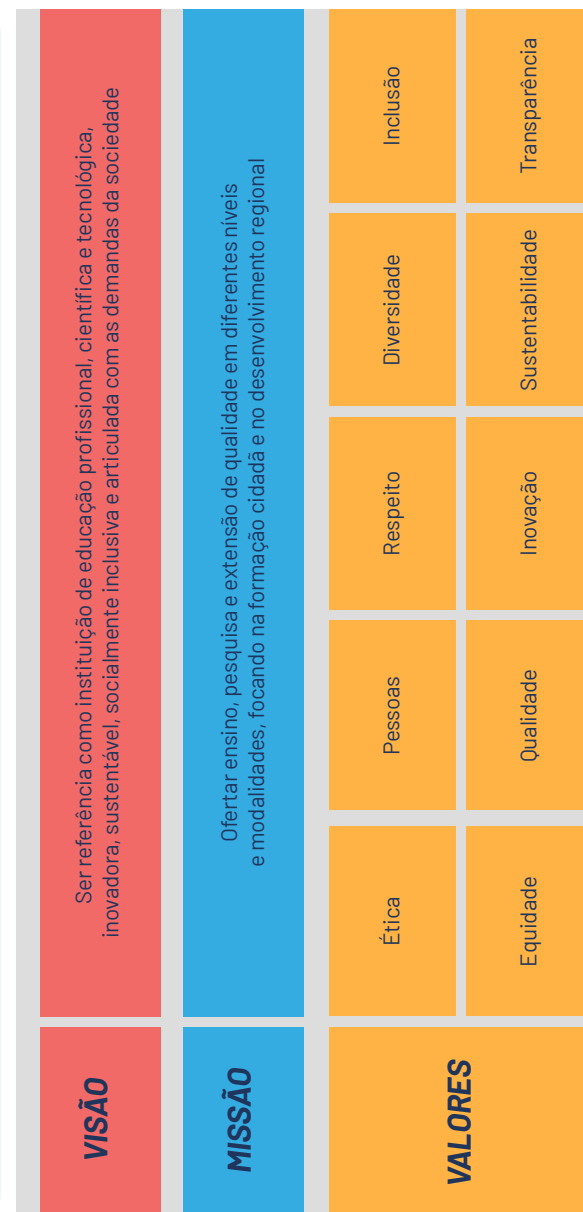 VISÃO
Ser referência como instituição de educação profissional, científica e tecnológica,
inovadora, sustentável, socialmente inclusiva e articulada com as demandas da sociedade
MISSÃO
Ofertar ensino, pesquisa e extensão de qualidade em diferentes níveis
e modalidades, focando na formação cidadã e no desenvolvimento regional
VALORES
Ética
Pessoas
Respeito
Diversidade
Inclusão
Equidade
Qualidade
Inovação
Sustentabilidade
Transparência